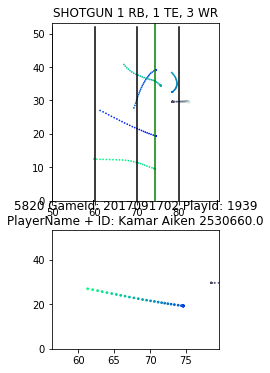 SHOTGUN 1 RB, 1 TE, 3 WR
50
40
30
20
10
0
50 60 70 80
5820 GameId: 2017091702 PlayId: 1939
PlayerName + ID: Kamar Aiken 2530660.0
40
20
0
60 65 70 75